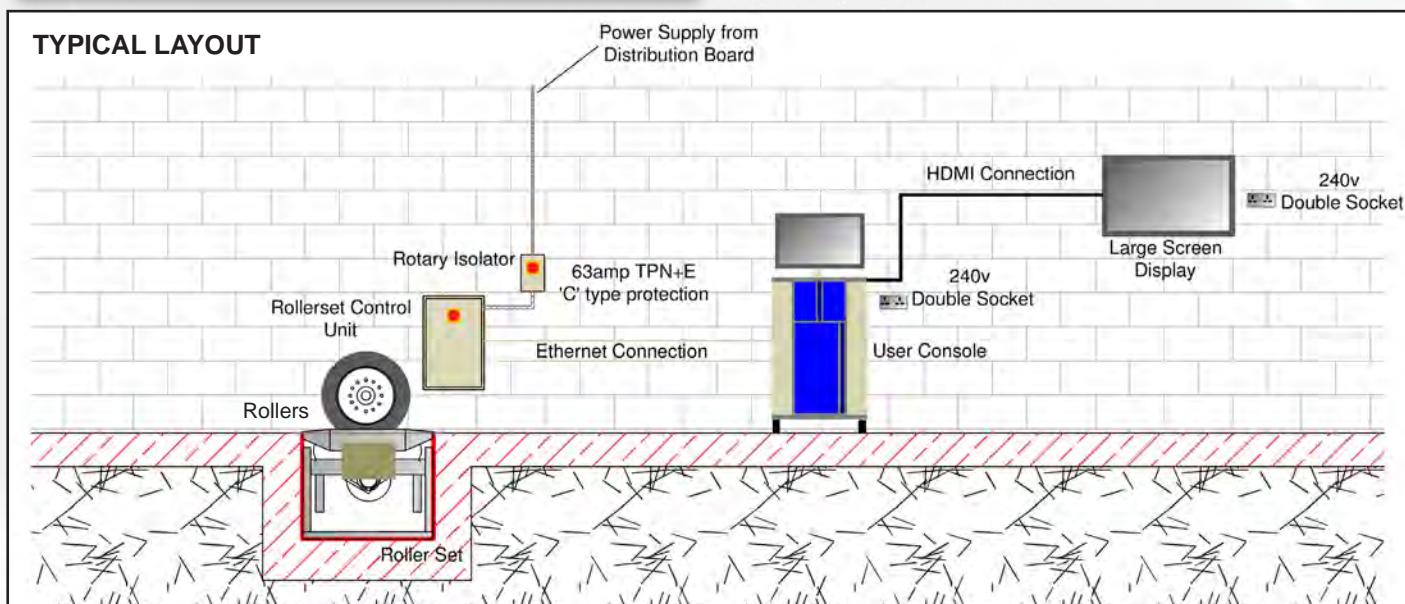 TYPICAL LAYOUT
Power Supply from
Distribution Board
HDMI Connection
240v
Double Socket
Large Screen
Display
Rotary Isolator
63amp TPN+E
'C' type protection
240v
Double Socket
Rollerset Control
Unit
Ethernet Connection
User Console
Rollers
Roller Set